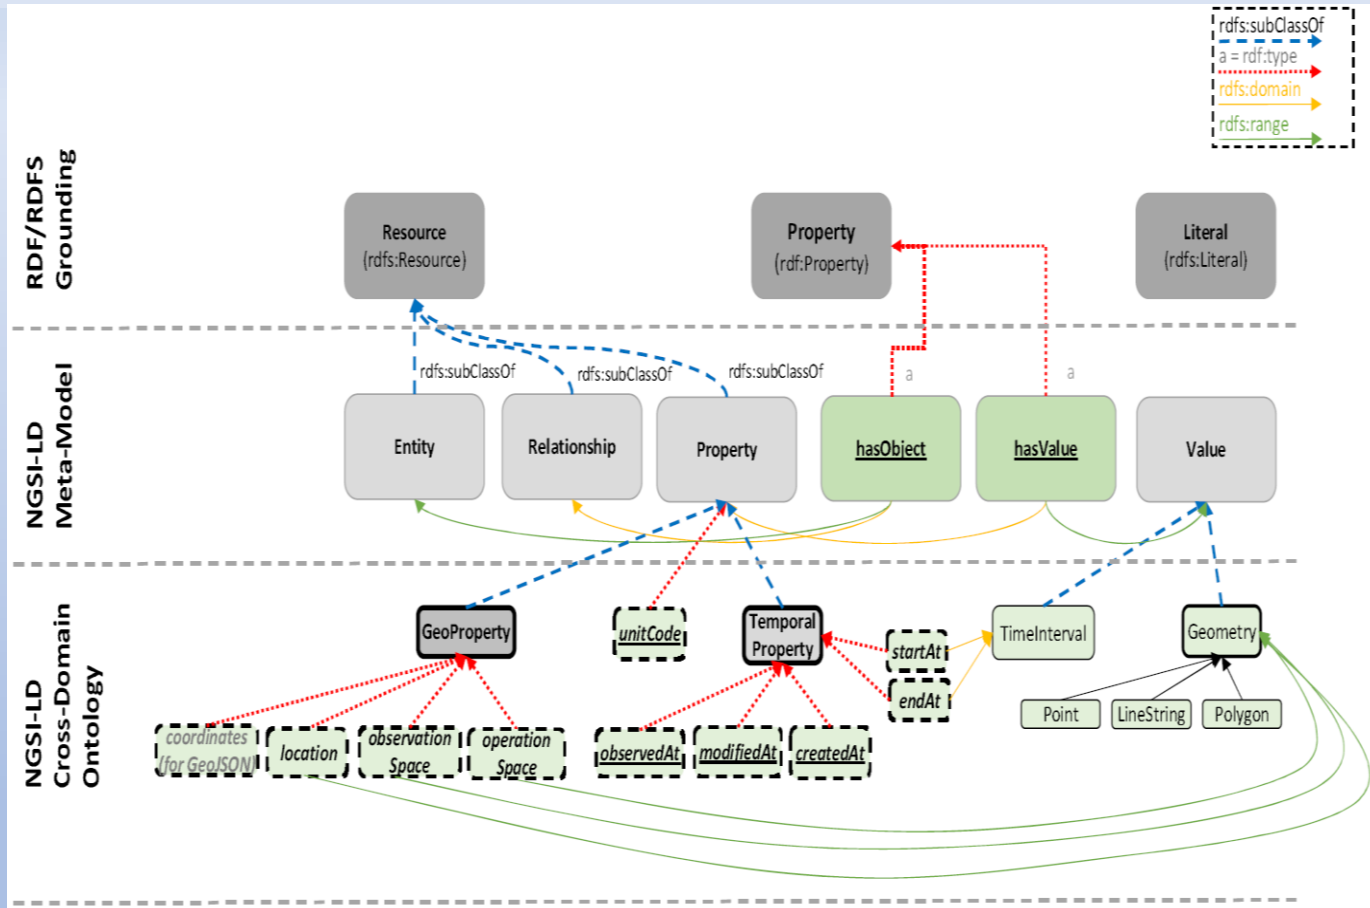 rdfs:subClassOf
a = rdf:type
rdfs:domain
rdfs:range
RDF/RDFS
Grounding
Resource
(rdfs:Resource)
Property
(rdf:Property)
Literal
(rdfs:Literal)
NGSI-LD
Meta-Model
rdfs:subClassOf
rdfs:subClassOf
rdfs:subClassOf
a
a
Entity
Relationship
Property
hasObject
hasValue
Value
NGSI-LD
Cross-Domain
Ontology
GeoProperty
unitCode
Temporal
Property
startAt
endAt
TimeInterval
Geometry
Point
LineString
Polygon
coordinates
(for GeoJSON)
location
observation
Space
operation
Space
observedAt
modifiedAt
createdAt